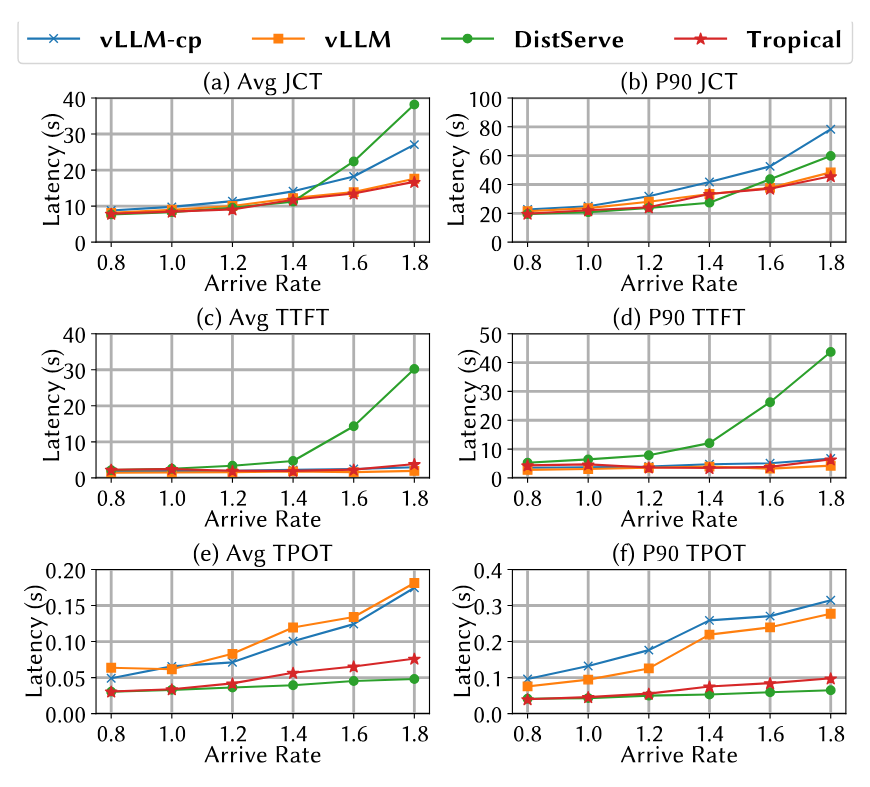 vLLM-cp vLLM DistServe Tropical
(a) Avg JCT
Latency (s)
40
30
20
10
0
0.8 1.0 1.2 1.4 1.6 1.8
Arrive Rate
(b) P90 JCT
Latency (s)
100
80
60
40
20
0
0.8 1.0 1.2 1.4 1.6 1.8
Arrive Rate
(c) Avg TTFT
Latency (s)
40
30
20
10
0
0.8 1.0 1.2 1.4 1.6 1.8
Arrive Rate
(d) P90 TTFT
Latency (s)
50
40
30
20
10
0
0.8 1.0 1.2 1.4 1.6 1.8
Arrive Rate
(e) Avg TPOT
Latency (s)
0.20
0.15
0.10
0.05
0.00
0.8 1.0 1.2 1.4 1.6 1.8
Arrive Rate
(f) P90 TPOT
Latency (s)
0.4
0.3
0.2
0.1
0.0
0.8 1.0 1.2 1.4 1.6 1.8
Arrive Rate